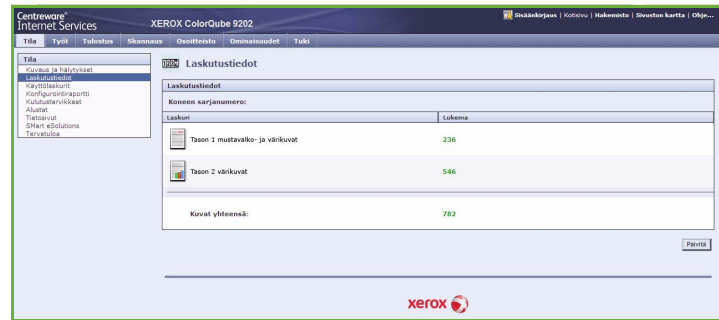 Centreware®
Internet Services
XEROX ColorQube 9202
Sisäänkirjaus | Kotisivu | Hakemisto | Sivuston kartta | Ohje...
Tila Työt Tulostus Skannaus Osoitteisto Ominaisuudet Tuki
Tila
Kuvaus ja hälytykset
Laskutustiedot
Käyttölaskurit
Konfigurointiraportti
Kulutustarvikkeet
Alustat
Tietosivut
SMart eSolutions
Tervetuloa
Laskutustiedot
Laskutustiedot
Koneen sarjanumero:
Laskuri Lukema
Tason 1 mustavalko- ja värikuvat 236
Tason 2 värikuvat 546
Kuvat yhteensä: 782
Päivitä
xerox